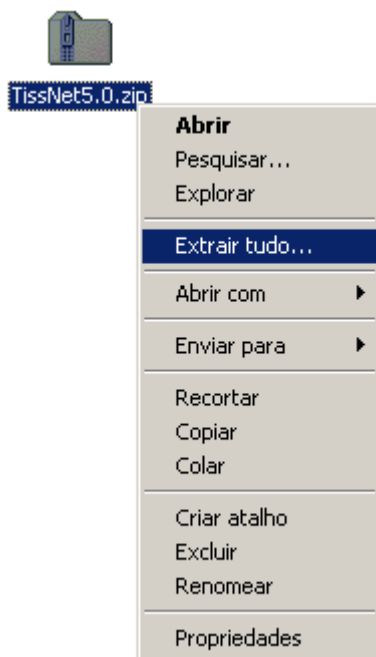 TissNet5.0.zip
Abrir
Pesquisar...
Explorar
Extrair tudo...
Abrir com
Enviar para
Recortar
Copiar
Colar
Criar atalho
Excluir
Renomear
Propriedades